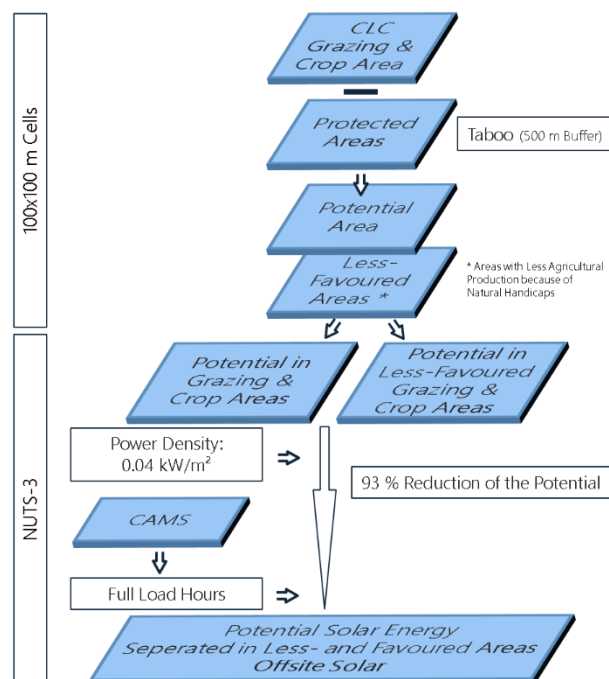 CLC
Grazing &
Crop Area
100x100 m Cells
Protected
Areas
Taboo (500 m Buffer)
Potential
Area
Less-
Favoured
Areas *
* Areas with Less Agricultural
Production because of
Natural Handicaps
NUTS-3
Potential in
Grazing &
Crop Areas
Potential in
Less-Favoured
Grazing &
Crop Areas
Power Density:
0.04 kW/m²
93 % Reduction of the Potential
CAMS
Full Load Hours
Potential Solar Energy
Seperated in Less- and Favoured Areas
Offsite Solar